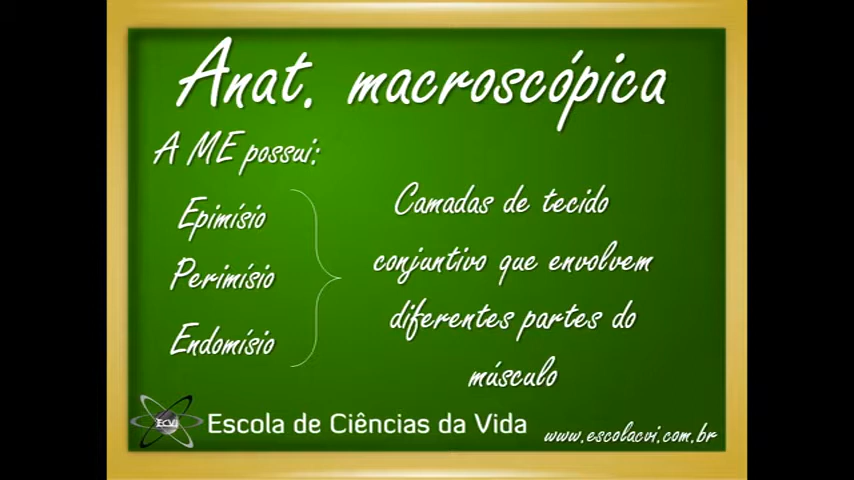 Anat. macroscópica
A ME possui:
Epimísio
Perimísio
Endomísio
Camadas de tecido
conjuntivo que envolvem
diferentes partes do
músculo
ECVi
Escola de Ciências da Vida
www.escolacvi.com.br